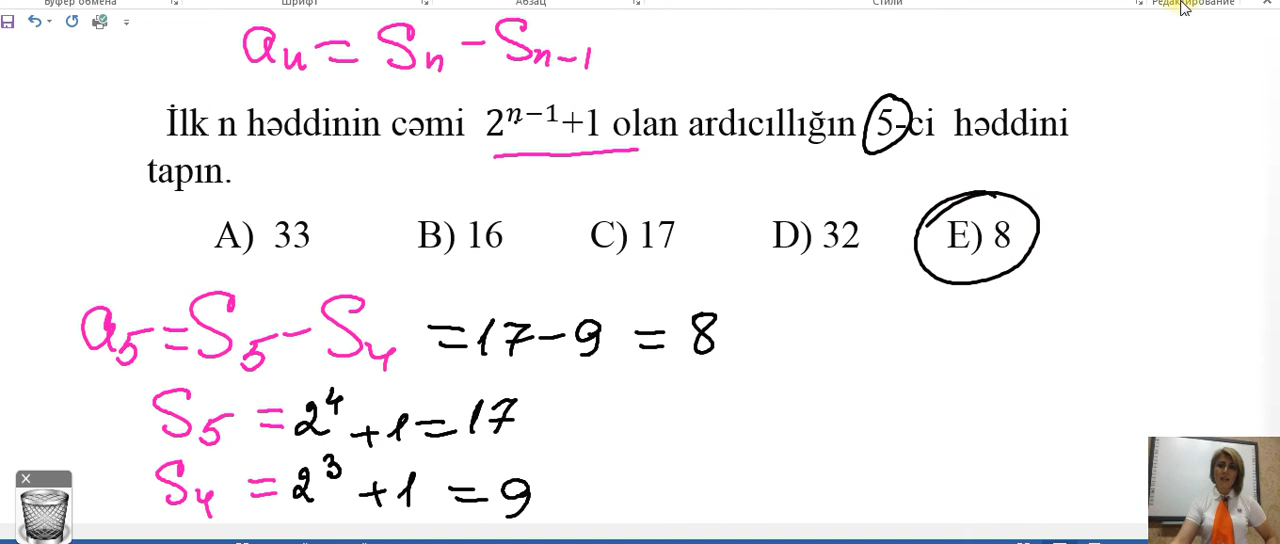 Буфер обмена Шрифт Абзац Стили Редактирование
aₙ = Sₙ − Sₙ₋₁
İlk n həddinin cəmi 2ⁿ⁻¹+1 olan ardıcıllığın 5-ci həddini
tapın.
A) 33 B) 16 C) 17 D) 32 E) 8
a₅ = S₅ − S₄ = 17 − 9 = 8
S₅ = 2⁴ + 1 = 17
S₄ = 2³ + 1 = 9